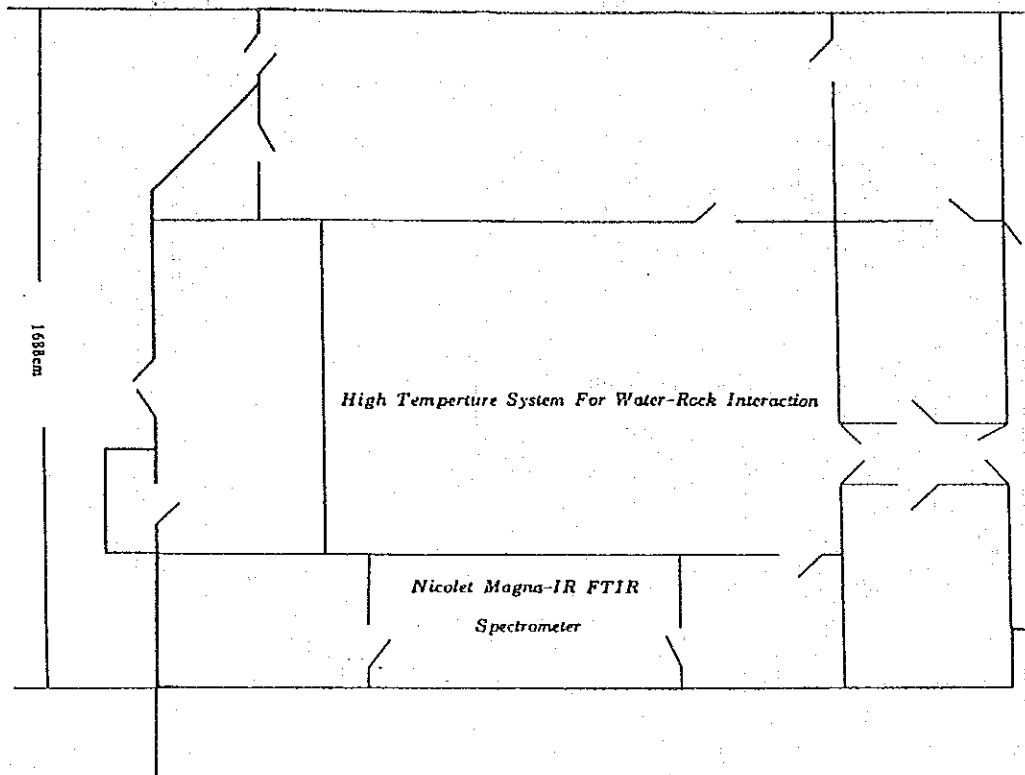 1688cm
High Temperture System For Water-Rock Interaction
Nicolet Magna-IR FTIR
Spectrometer